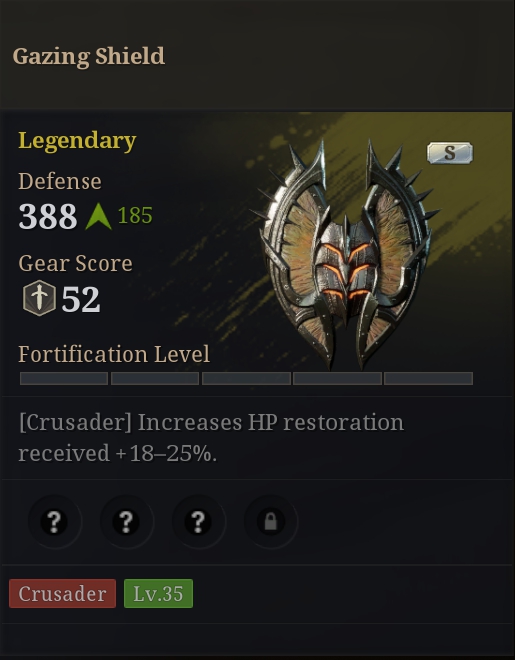 Gazing Shield
Legendary
S
Defense
388 185
Gear Score
52
Fortification Level
[Crusader] Increases HP restoration
received +18–25%.
? ? ?
Crusader Lv.35